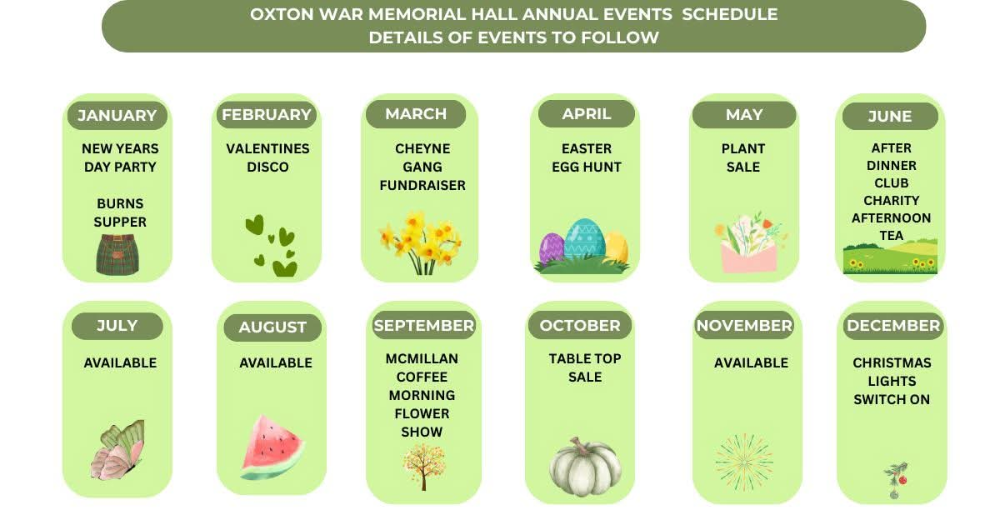 OXTON WAR MEMORIAL HALL ANNUAL EVENTS  SCHEDULE
DETAILS OF EVENTS TO FOLLOW
JANUARY
NEW YEARS
DAY PARTY
BURNS
SUPPER
FEBRUARY
VALENTINES
DISCO
MARCH
CHEYNE
GANG
FUNDRAISER
APRIL
EASTER
EGG HUNT
MAY
PLANT
SALE
JUNE
AFTER
DINNER
CLUB
CHARITY
AFTERNOON
TEA
JULY
AVAILABLE
AUGUST
AVAILABLE
SEPTEMBER
MCMILLAN
COFFEE
MORNING
FLOWER
SHOW
OCTOBER
TABLE TOP
SALE
NOVEMBER
AVAILABLE
DECEMBER
CHRISTMAS
LIGHTS
SWITCH ON